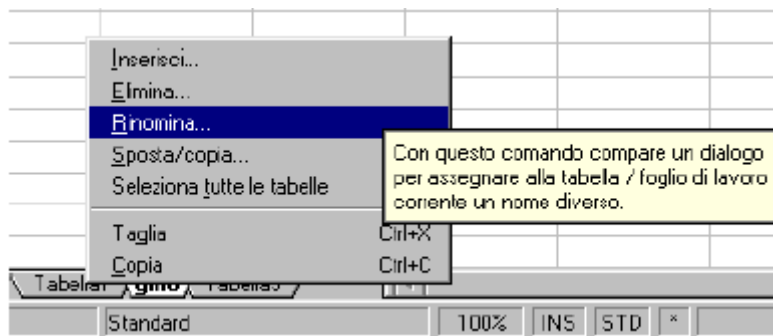 Inserisci...
Elimina...
Rinomina...
Sposta/copia...
Seleziona tutte le tabelle
Con questo comando compare un dialogo
per assegnare alla tabella / foglio di lavoro
corrente un nome diverso.
Taglia Ctrl+X
Copia Ctrl+C
gino
Standard 100% INS STD *